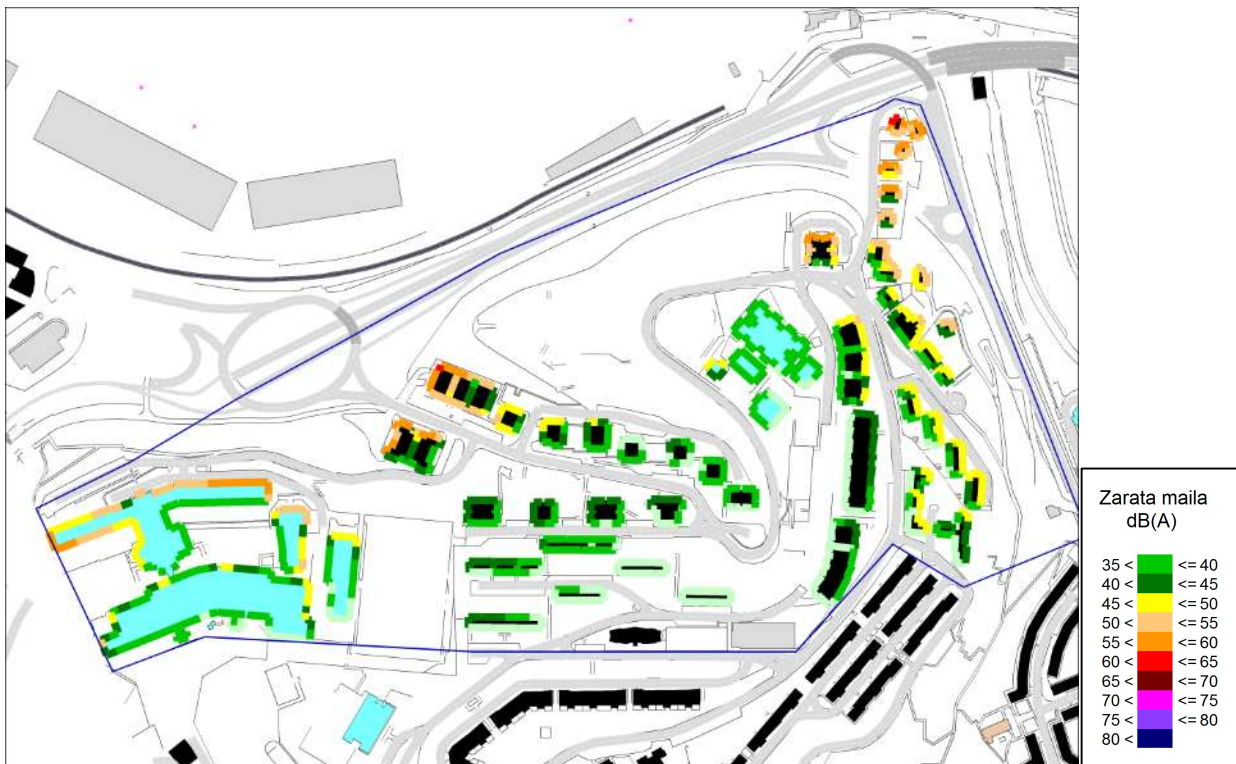 Zarata maila
dB(A)
35 < <= 40
40 < <= 45
45 < <= 50
50 < <= 55
55 < <= 60
60 < <= 65
65 < <= 70
70 < <= 75
75 < <= 80
80 <